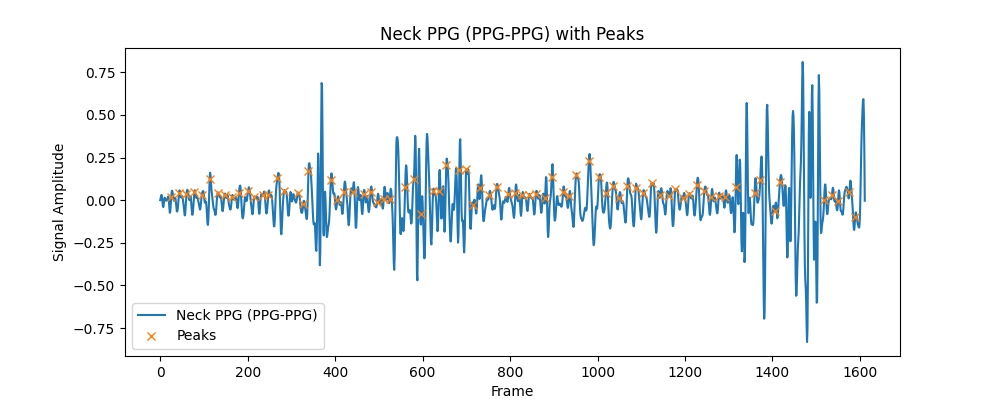 Neck PPG (PPG-PPG) with Peaks
Signal Amplitude
0.75
0.50
0.25
0.00
−0.25
−0.50
−0.75
Neck PPG (PPG-PPG)
Peaks
0 200 400 600 800 1000 1200 1400 1600
Frame